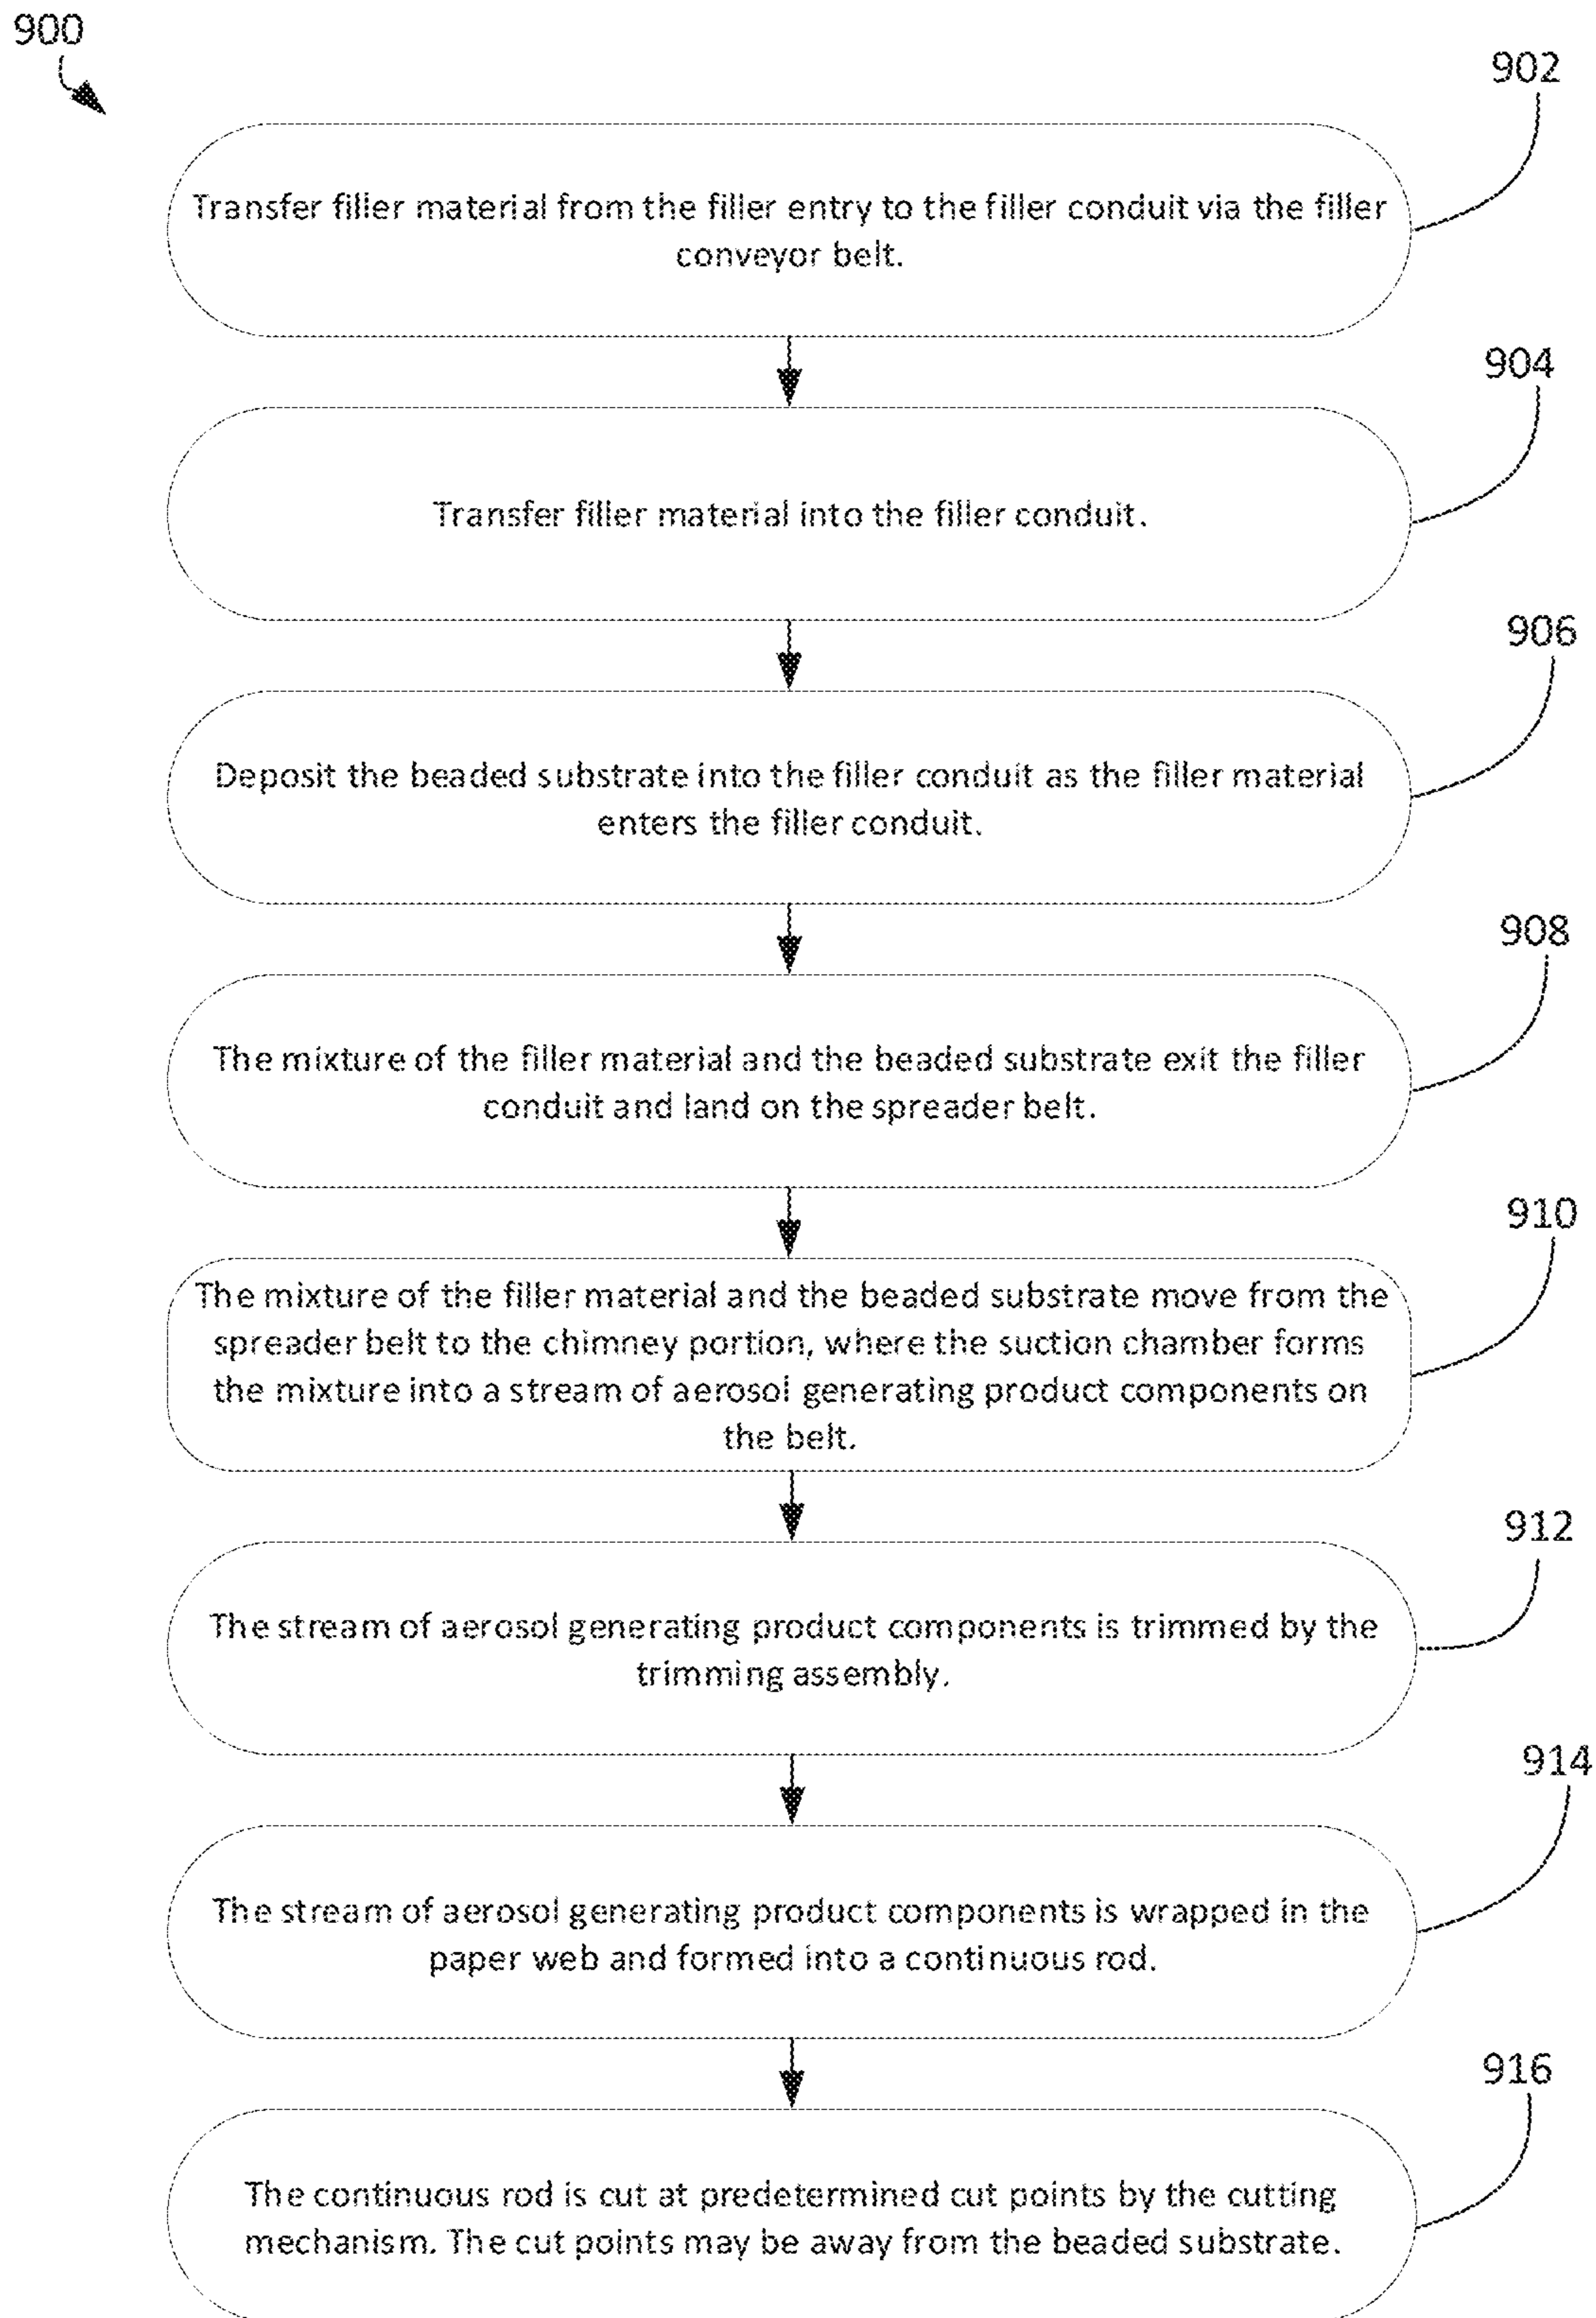 900
902
Transfer filler material from the filler entry to the filler conduit via the filler
conveyor belt.
904
Transfer filler material into the filler conduit.
906
Deposit the beaded substrate into the filler conduit as the filler material
enters the filler conduit.
908
The mixture of the filler material and the beaded substrate exit the filler
conduit and land on the spreader belt.
910
The mixture of the filler material and the beaded substrate move from the
spreader belt to the chimney portion, where the suction chamber forms
the mixture into a stream of aerosol generating product components on
the belt.
912
The stream of aerosol generating product components is trimmed by the
trimming assembly.
914
The stream of aerosol generating product components is wrapped in the
paper web and formed into a continuous rod.
916
The continuous rod is cut at predetermined cut points by the cutting
mechanism. The cut points may be away from the beaded substrate.